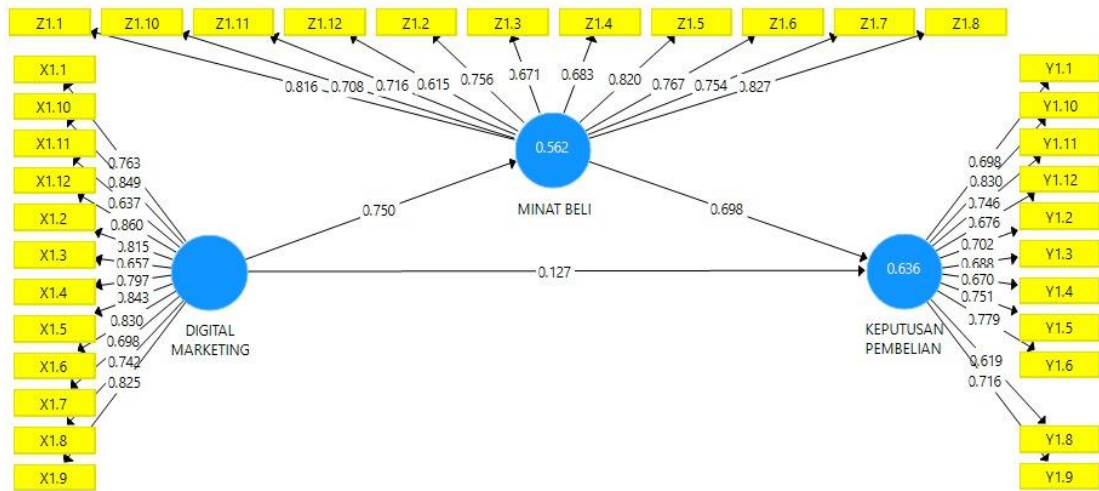 Z1.1 Z1.10 Z1.11 Z1.12 Z1.2 Z1.3 Z1.4 Z1.5 Z1.6 Z1.7 Z1.8
0.816 0.708 0.716 0.615 0.756 0.671 0.683 0.820 0.767 0.754 0.827
X1.1
X1.10
X1.11
X1.12
X1.2
X1.3
X1.4
X1.5
X1.6
X1.7
X1.8
X1.9
0.763
0.849
0.637
0.860
0.815
0.657
0.797
0.843
0.830
0.698
0.742
0.825
DIGITAL
MARKETING
0.750
0.562
MINAT BELI
0.698
0.127
0.636
KEPUTUSAN
PEMBELIAN
0.698
0.830
0.746
0.676
0.702
0.688
0.670
0.751
0.779
0.619
0.716
Y1.1
Y1.10
Y1.11
Y1.12
Y1.2
Y1.3
Y1.4
Y1.5
Y1.6
Y1.8
Y1.9